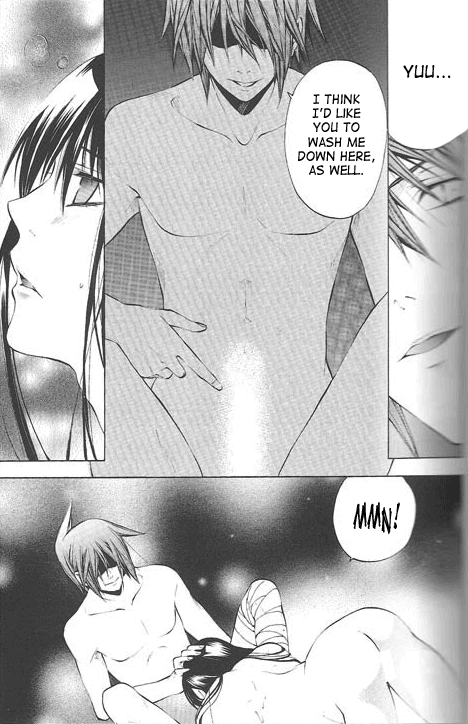 YUU...
I THINK
I'D LIKE
YOU TO
WASH ME
DOWN HERE,
AS WELL.
MMN!